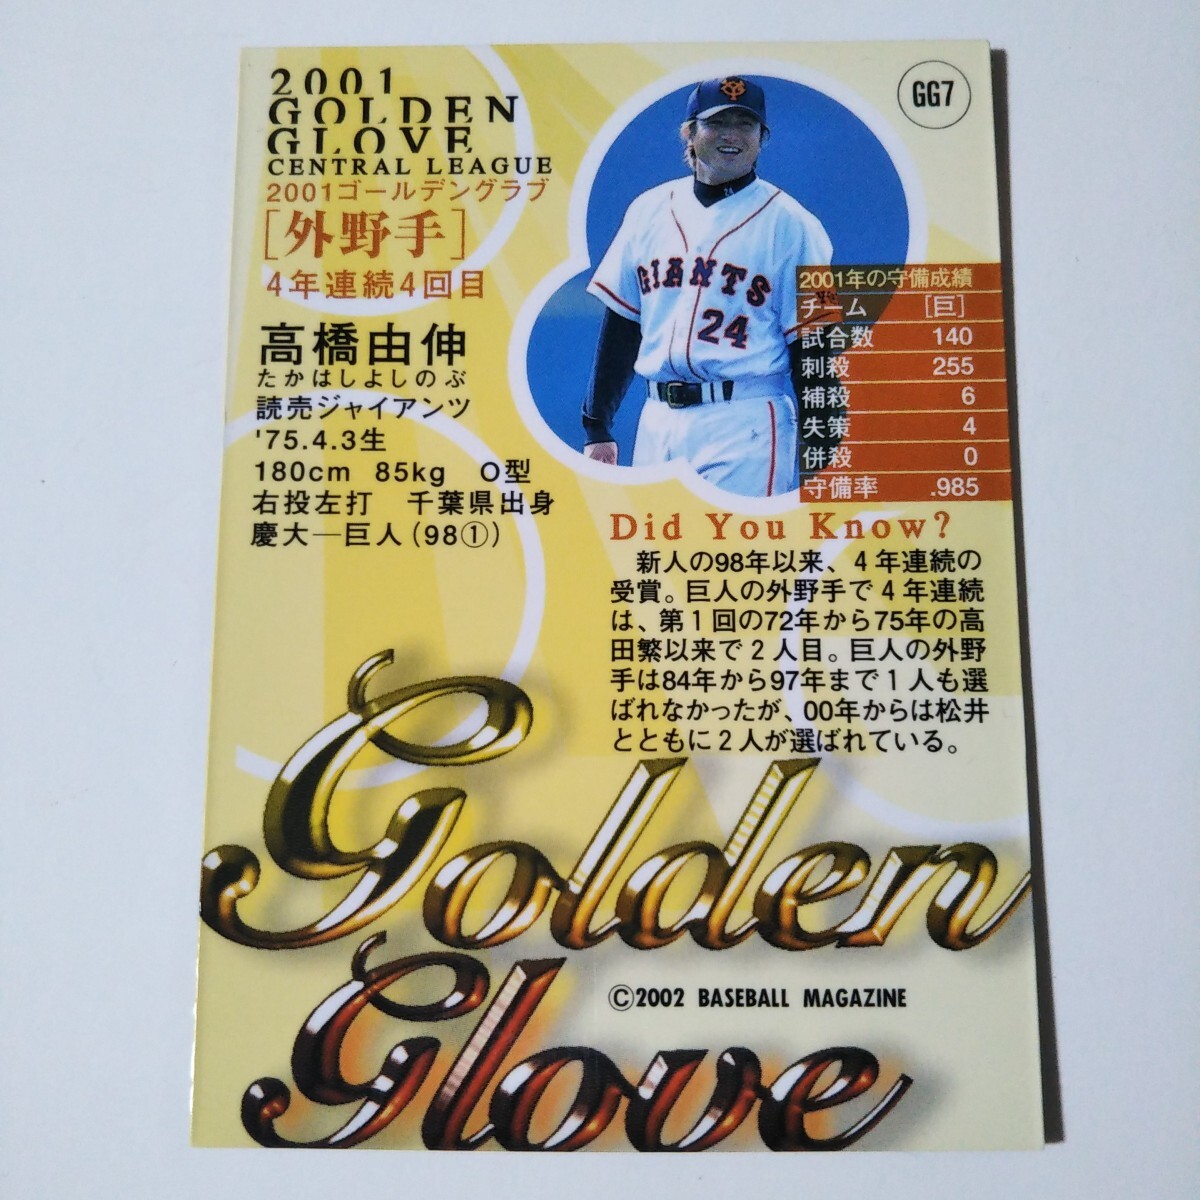 2001
GOLDEN
GLOVE
CENTRAL LEAGUE
2001ゴールデングラブ
[外野手]
4年連続4回目
高橋由伸
たかはしよしのぶ
読売ジャイアンツ
'75.4.3生
180cm 85kg O型
右投左打 千葉県出身
慶大―巨人(98①)
GG7
GIANTS
24
2001年の守備成績
チーム [巨]
試合数 140
刺殺 255
補殺 6
失策 4
併殺 0
守備率 .985
Did You Know?
新人の98年以来、4年連続の
受賞。巨人の外野手で4年連続
は、第1回の72年から75年の高
田繁以来で2人目。巨人の外野
手は84年から97年まで1人も選
ばれなかったが、00年からは松井
とともに2人が選ばれている。
Golden
Glove
©2002 BASEBALL MAGAZINE